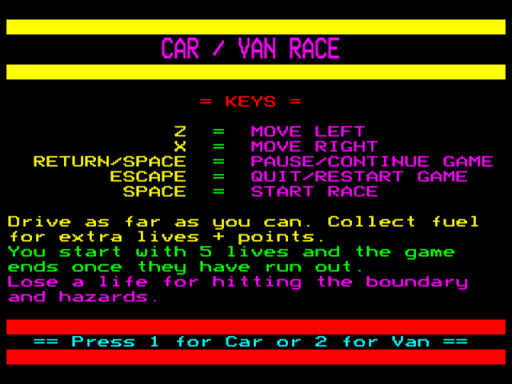 CAR / VAN RACE
= KEYS =
Z = MOVE LEFT
X = MOVE RIGHT
RETURN/SPACE = PAUSE/CONTINUE GAME
ESCAPE = QUIT/RESTART GAME
SPACE = START RACE
Drive as far as you can. Collect fuel
for extra lives + points.
You start with 5 lives and the game
ends once they have run out.
Lose a life for hitting the boundary
and hazards.
== Press 1 for Car or 2 for Van ==